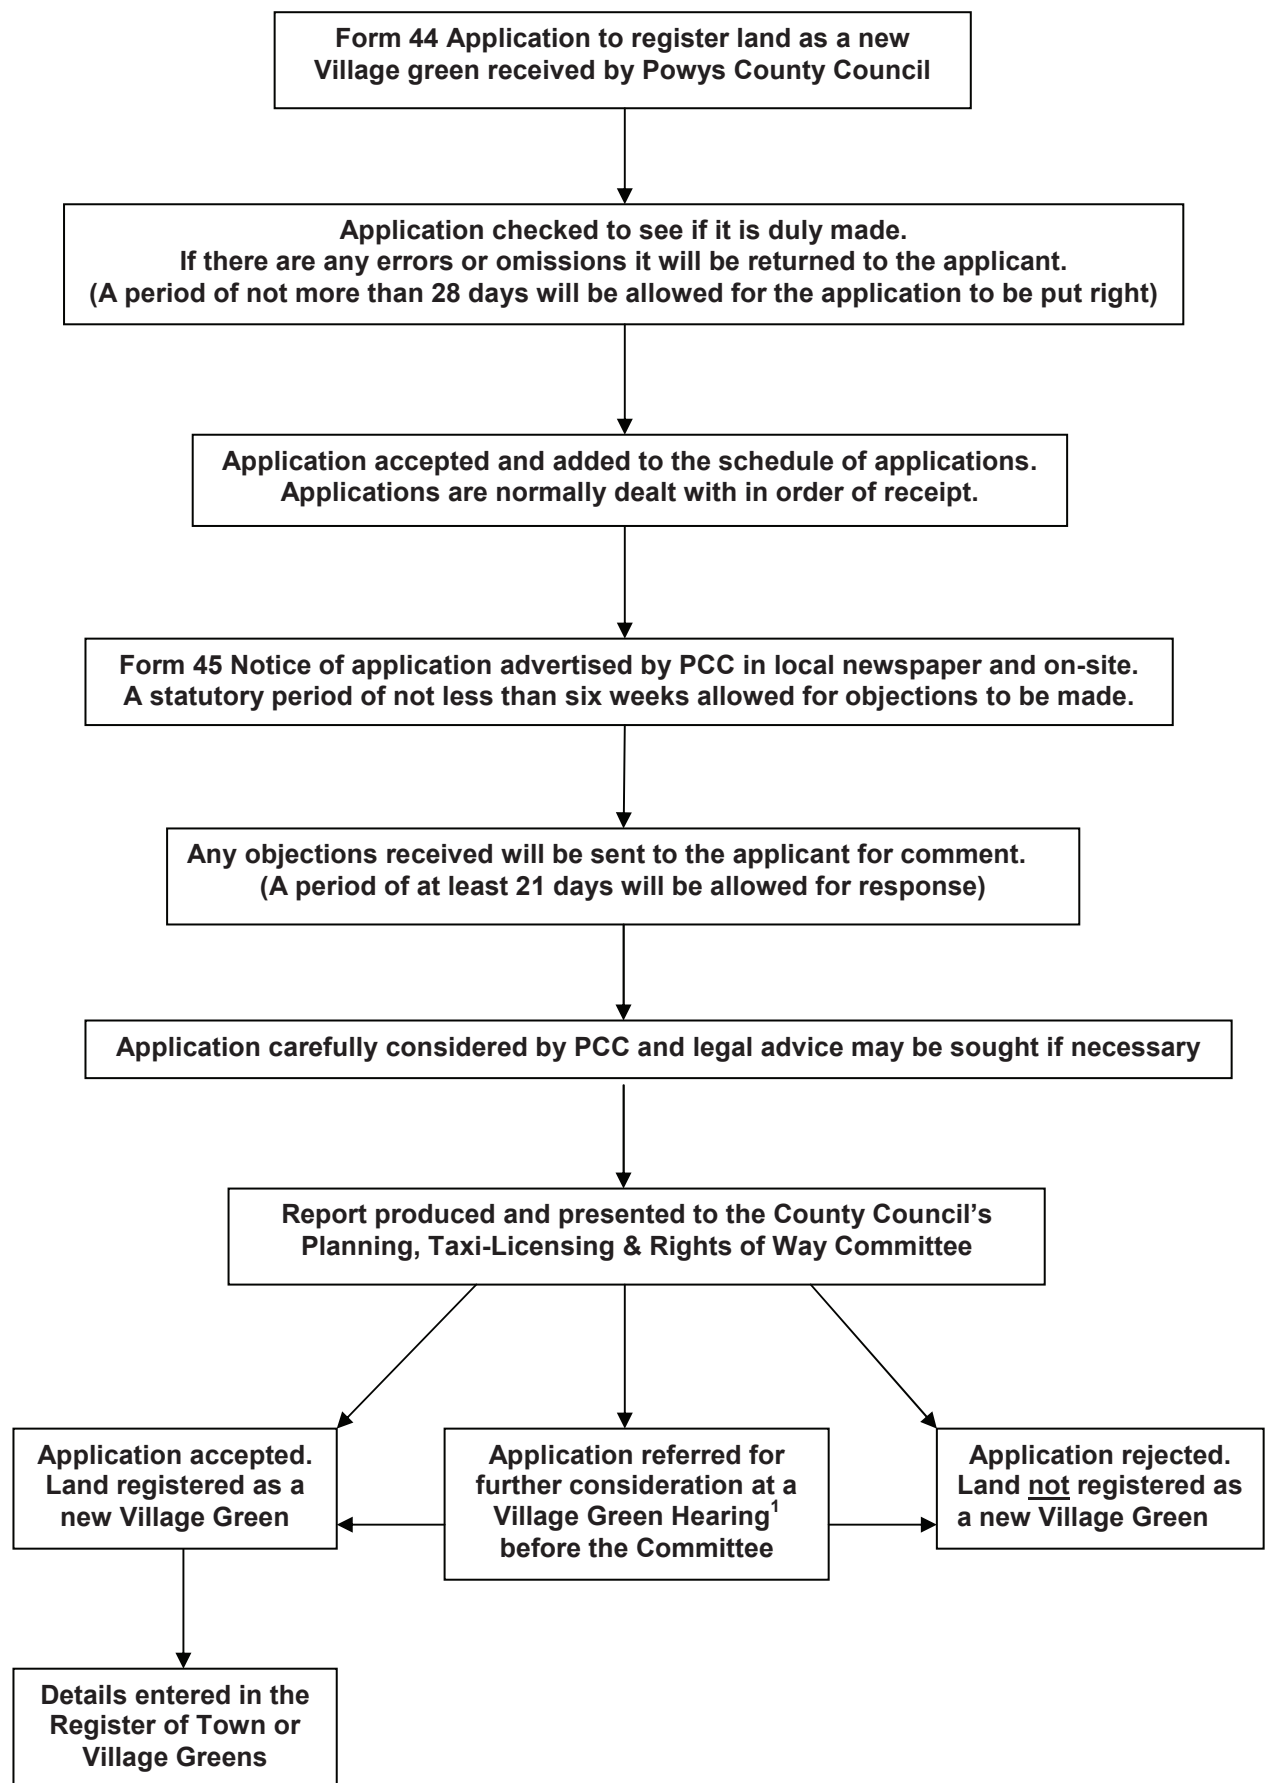 Form 44 Application to register land as a new
Village green received by Powys County Council
Application checked to see if it is duly made.
If there are any errors or omissions it will be returned to the applicant.
(A period of not more than 28 days will be allowed for the application to be put right)
Application accepted and added to the schedule of applications.
Applications are normally dealt with in order of receipt.
Form 45 Notice of application advertised by PCC in local newspaper and on-site.
A statutory period of not less than six weeks allowed for objections to be made.
Any objections received will be sent to the applicant for comment.
(A period of at least 21 days will be allowed for response)
Application carefully considered by PCC and legal advice may be sought if necessary
Report produced and presented to the County Council’s
Planning, Taxi-Licensing & Rights of Way Committee
Application accepted.
Land registered as a
new Village Green
Application referred for
further consideration at a
Village Green Hearing¹
before the Committee
Application rejected.
Land not registered as
a new Village Green
Details entered in the
Register of Town or
Village Greens